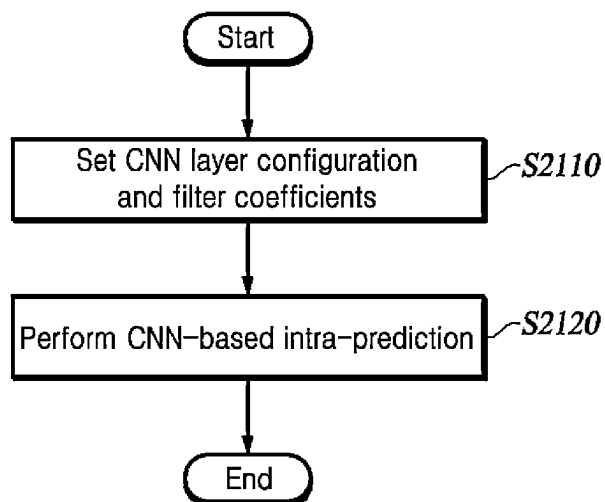 Start
Set CNN layer configuration
and filter coefficients
S2110
Perform CNN-based intra-prediction
S2120
End